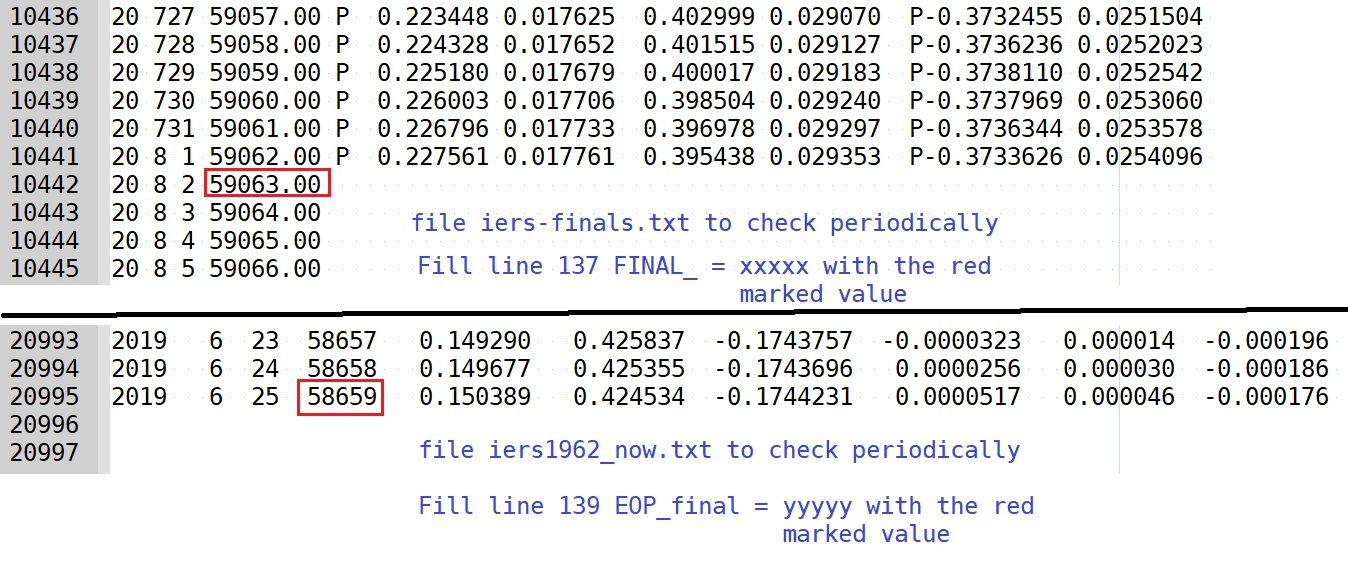 10436 20 727 59057.00 P 0.223448 0.017625 0.402999 0.029070 P-0.3732455 0.0251504
10437 20 728 59058.00 P 0.224328 0.017652 0.401515 0.029127 P-0.3736236 0.0252023
10438 20 729 59059.00 P 0.225180 0.017679 0.400017 0.029183 P-0.3738110 0.0252542
10439 20 730 59060.00 P 0.226003 0.017706 0.398504 0.029240 P-0.3737969 0.0253060
10440 20 731 59061.00 P 0.226796 0.017733 0.396978 0.029297 P-0.3736344 0.0253578
10441 20 8 1 59062.00 P 0.227561 0.017761 0.395438 0.029353 P-0.3733626 0.0254096
10442 20 8 2 59063.00
10443 20 8 3 59064.00
file iers-finals.txt to check periodically
10444 20 8 4 59065.00
10445 20 8 5 59066.00
Fill line 137 FINAL_ = xxxxx with the red
marked value
20993 2019 6 23 58657 0.149290 0.425837 -0.1743757 -0.0000323 0.000014 -0.000196
20994 2019 6 24 58658 0.149677 0.425355 -0.1743696 0.0000256 0.000030 -0.000186
20995 2019 6 25 58659 0.150389 0.424534 -0.1744231 0.0000517 0.000046 -0.000176
20996
20997
file iers1962_now.txt to check periodically
Fill line 139 EOP_final = yyyyy with the red
marked value